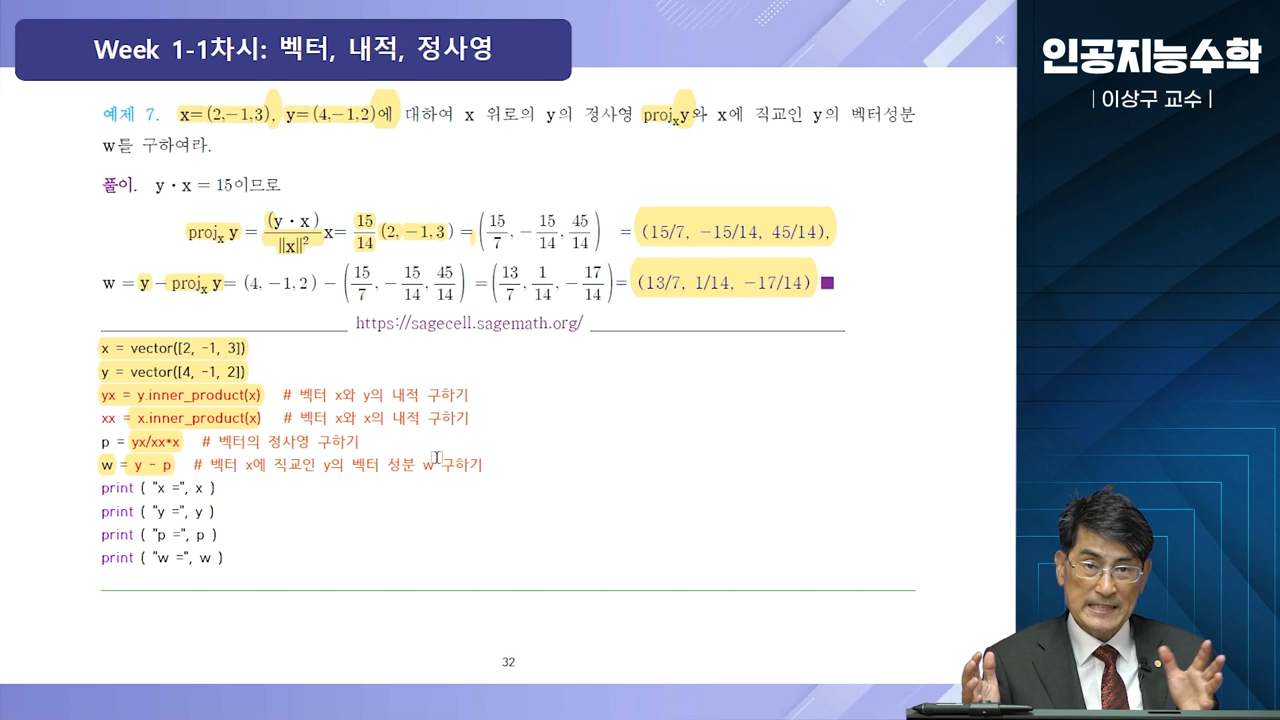 Week 1-1차시: 벡터, 내적, 정사영
인공지능수학
| 이상구 교수 |
예제 7. x=(2,−1,3), y=(4,−1,2)에 대하여 x 위로의 y의 정사영 projₓy와 x에 직교인 y의 벡터성분
w를 구하여라.
풀이. y · x = 15이므로
projₓ y = (y · x)/‖x‖² x = 15/14 (2, −1, 3) = (15/7, −15/14, 45/14) = (15/7, −15/14, 45/14),
w = y − projₓ y = (4, −1, 2) − (15/7, −15/14, 45/14) = (13/7, 1/14, −17/14) = (13/7, 1/14, −17/14) ■
https://sagecell.sagemath.org/
x = vector([2, -1, 3])
y = vector([4, -1, 2])
yx = y.inner_product(x) # 벡터 x와 y의 내적 구하기
xx = x.inner_product(x) # 벡터 x와 x의 내적 구하기
p = yx/xx*x # 벡터의 정사영 구하기
w = y - p # 벡터 x에 직교인 y의 벡터 성분 w 구하기
print ( "x =", x )
print ( "y =", y )
print ( "p =", p )
print ( "w =", w )
32